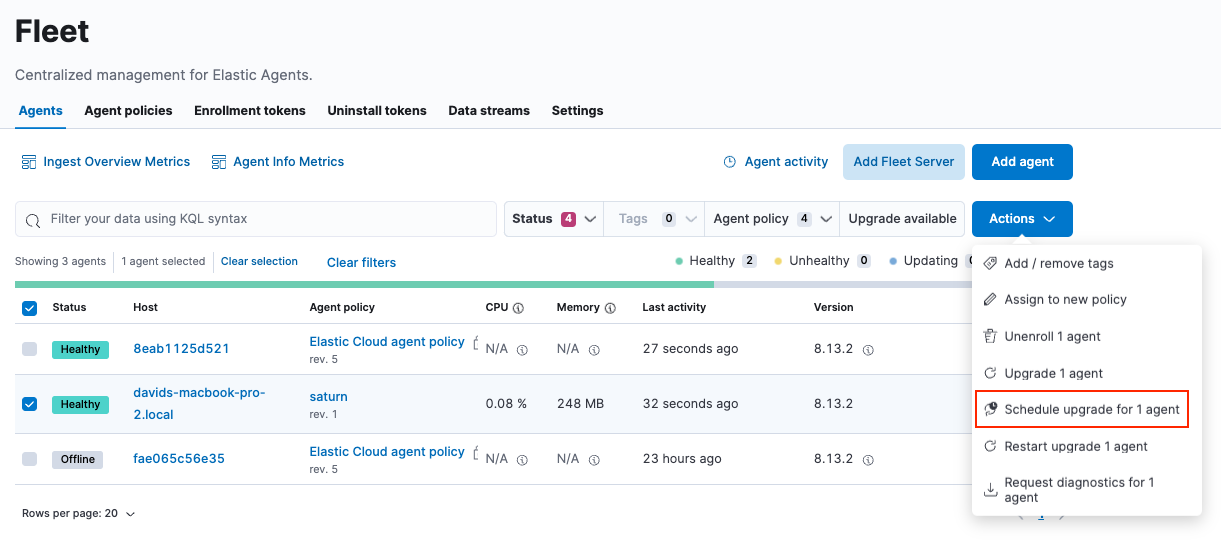 Fleet
Centralized management for Elastic Agents.
Agents Agent policies Enrollment tokens Uninstall tokens Data streams Settings
Ingest Overview Metrics Agent Info Metrics Agent activity Add Fleet Server Add agent
Filter your data using KQL syntax Status 4 Tags 0 Agent policy 4 Upgrade available Actions
Showing 3 agents 1 agent selected Clear selection Clear filters Healthy 2 Unhealthy 0 Updating
Add / remove tags
Assign to new policy
Unenroll 1 agent
Upgrade 1 agent
Schedule upgrade for 1 agent
Restart upgrade 1 agent
Request diagnostics for 1
agent
Status Host Agent policy CPU Memory Last activity Version
Healthy 8eab1125d521 Elastic Cloud agent policy N/A N/A 27 seconds ago 8.13.2
rev. 5
Healthy davids-macbook-pro-
2.local saturn 0.08 % 248 MB 32 seconds ago 8.13.2
rev. 1
Offline fae065c56e35 Elastic Cloud agent policy N/A N/A 23 hours ago 8.13.2
rev. 5
Rows per page: 20